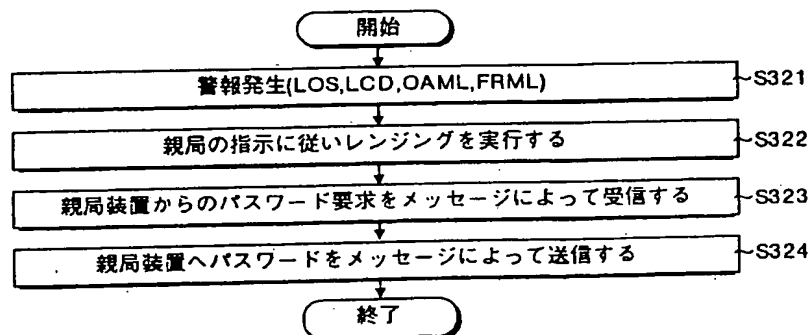 開始
警報発生(LOS,LCD,OAML,FRML)
S321
親局の指示に従いレンジングを実行する
S322
親局装置からのパスワード要求をメッセージによって受信する
S323
親局装置へパスワードをメッセージによって送信する
S324
終了